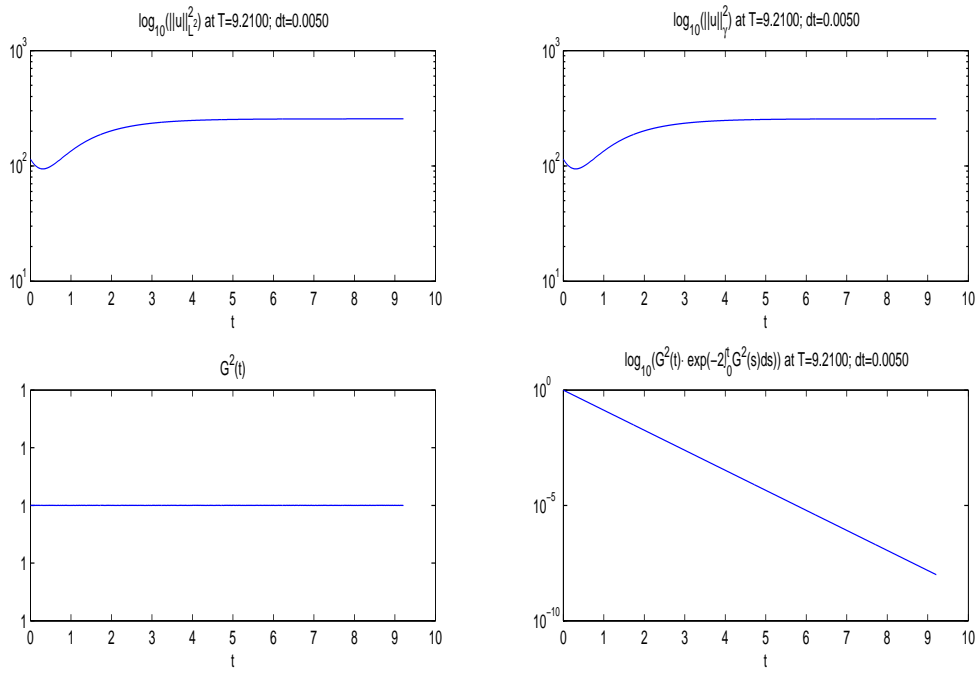 log10(||u||²L²) at T=9.2100; dt=0.0050
10³
10²
10¹
0 1 2 3 4 5 6 7 8 9 10
t
log10(||u||²γ) at T=9.2100; dt=0.0050
10³
10²
10¹
0 1 2 3 4 5 6 7 8 9 10
t
G²(t)
1
1
1
1
1
0 1 2 3 4 5 6 7 8 9 10
t
log10(G²(t)· exp(−2∫₀ᵗG²(s)ds)) at T=9.2100; dt=0.0050
10⁰
10⁻⁵
10⁻¹⁰
0 1 2 3 4 5 6 7 8 9 10
t